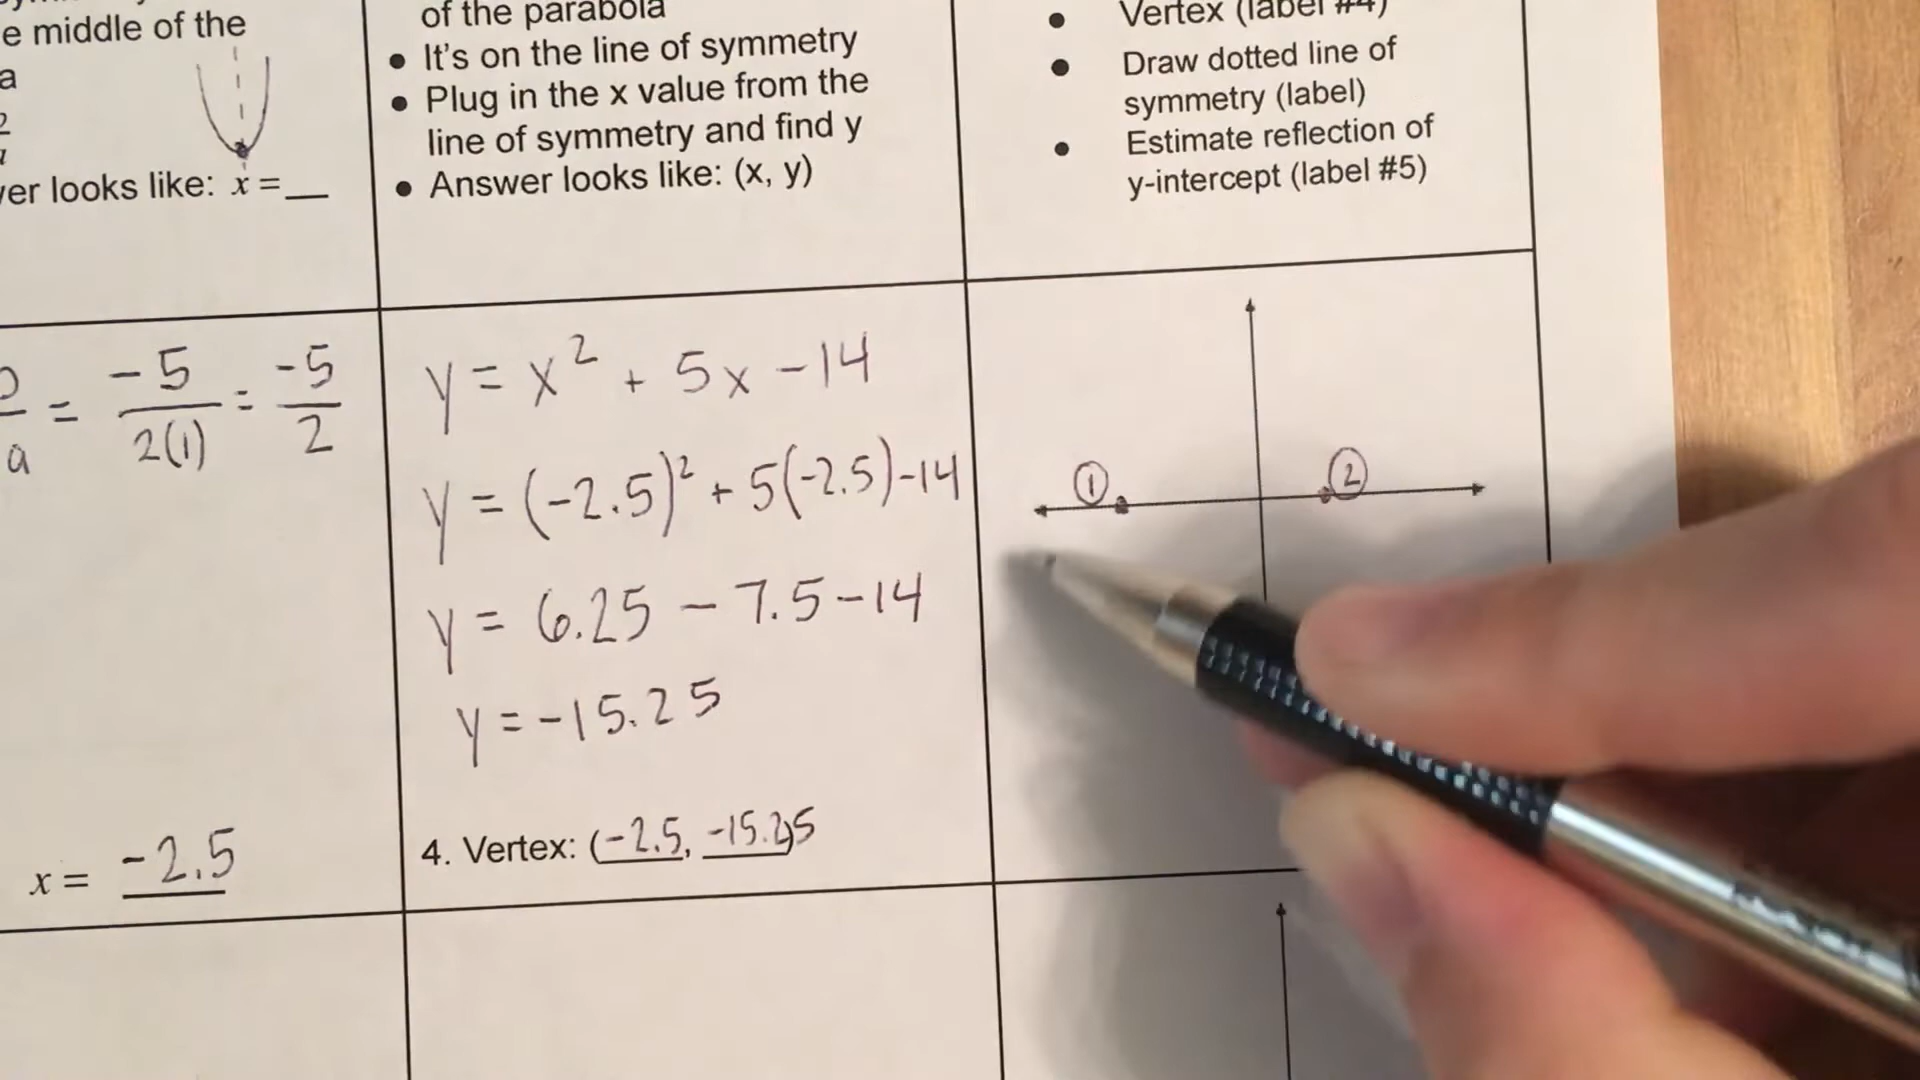 e middle of the
a
looks like: x = __
of the parabola
It's on the line of symmetry
Plug in the x value from the
line of symmetry and find y
Answer looks like: (x, y)
Vertex (label #4)
Draw dotted line of
symmetry (label)
Estimate reflection of
y-intercept (label #5)
a = -5/2(1) = -5/2
x = -2.5
y = x² + 5x - 14
y = (-2.5)² + 5(-2.5) - 14
y = 6.25 - 7.5 - 14
y = -15.25
4. Vertex: (-2.5, -15.25)
1
2